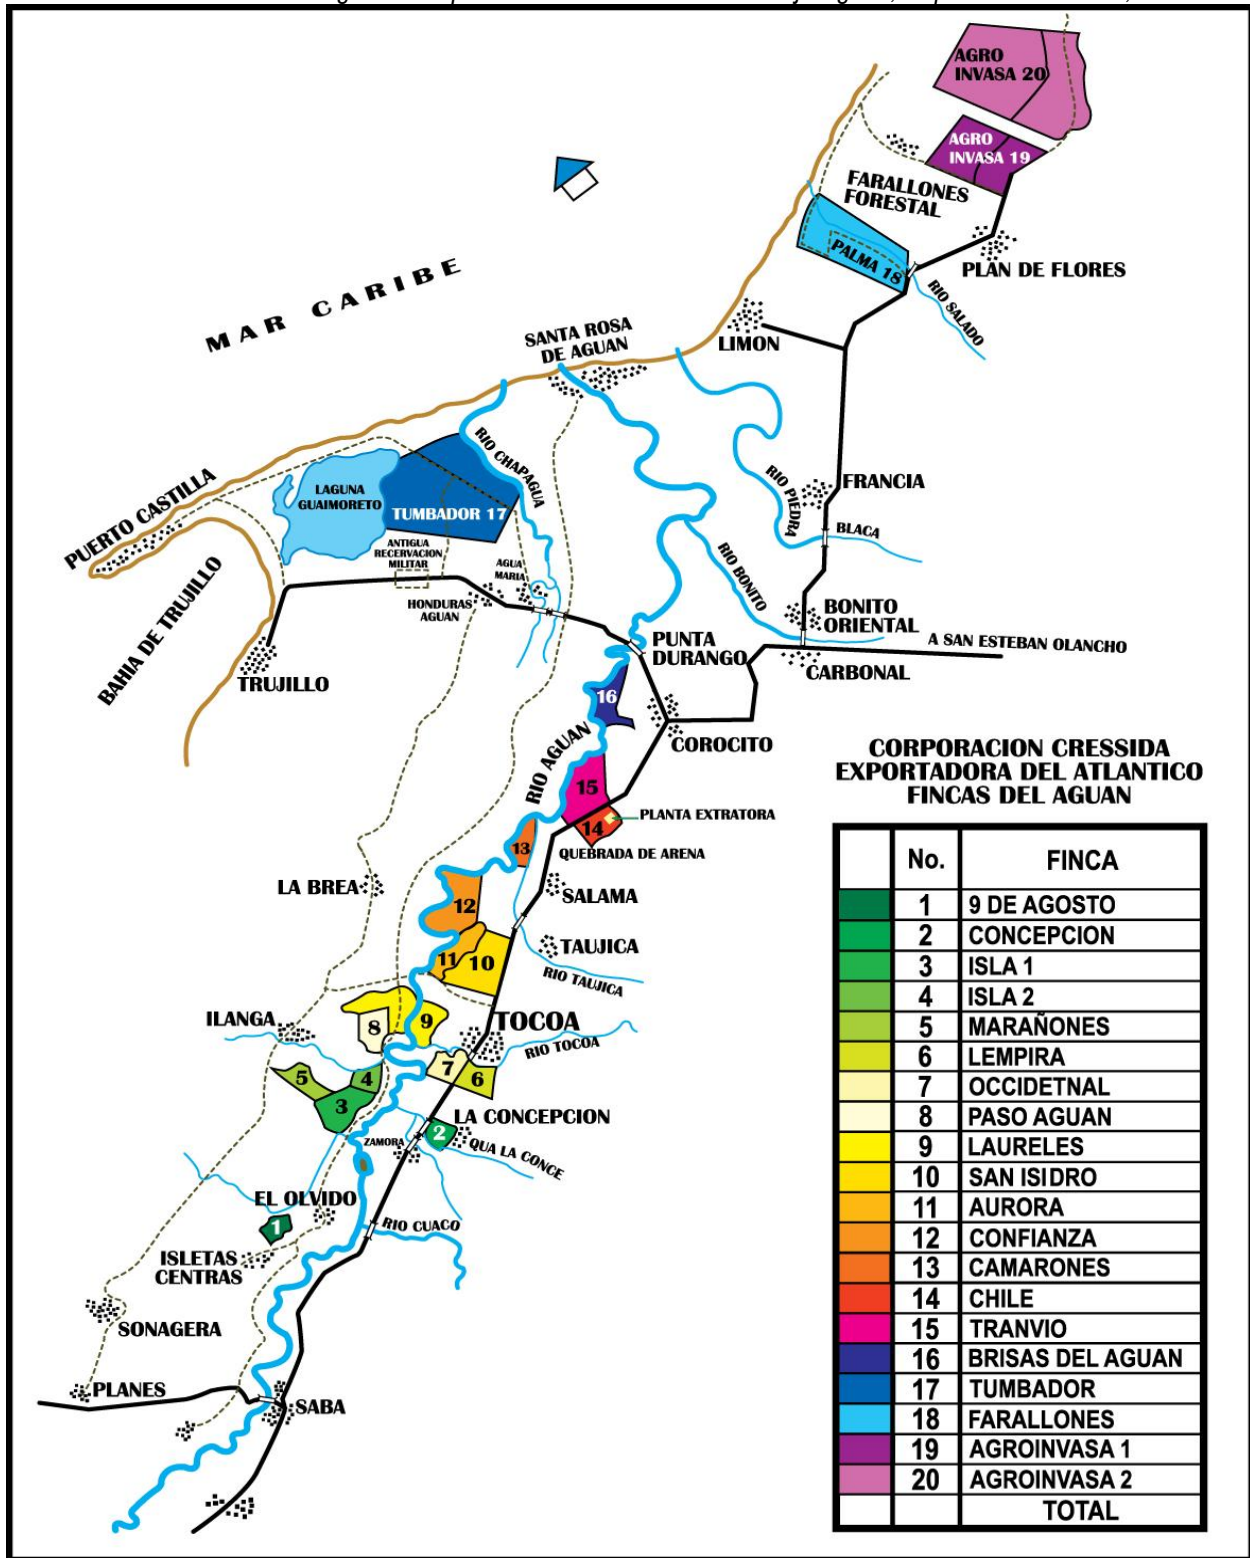 AGRO
INVASA 20
AGRO
INVASA 19
FARALLONES
FORESTAL
PALMA 18
PLAN DE FLORES
RIO SALADO
MAR CARIBE
SANTA ROSA
DE AGUAN
LIMON
PUERTO CASTILLA
LAGUNA
GUAIMORETO
TUMBADOR 17
RIO CHAPAGUA
RIO PIEDRA
FRANCIA
BLACA
ANTIGUA
RECERVACION
MILITAR
AGUA
MARIA
HONDURAS
AGUAN
BAHIA DE TRUJILLO
TRUJILLO
RIO BONITO
BONITO
ORIENTAL
A SAN ESTEBAN OLANCHO
CARBONAL
PUNTA
DURANGO
16
COROCITO
RIO AGUAN
15
14
PLANTA EXTRATORA
QUEBRADA DE ARENA
13
SALAMA
LA BREA
12
TAUJICA
11
10
RIO TAUJICA
ILANGA
8
9
TOCOA
RIO TOCOA
5
4
3
7
6
LA CONCEPCION
2
ZAMORA
QUA LA CONCE
EL OLVIDO
1
RIO CUACO
ISLETAS
CENTRAS
SONAGERA
PLANES
SABA
CORPORACION CRESSIDA
EXPORTADORA DEL ATLANTICO
FINCAS DEL AGUAN
No. FINCA
1 9 DE AGOSTO
2 CONCEPCION
3 ISLA 1
4 ISLA 2
5 MARAÑONES
6 LEMPIRA
7 OCCIDETNAL
8 PASO AGUAN
9 LAURELES
10 SAN ISIDRO
11 AURORA
12 CONFIANZA
13 CAMARONES
14 CHILE
15 TRANVIO
16 BRISAS DEL AGUAN
17 TUMBADOR
18 FARALLONES
19 AGROINVASA 1
20 AGROINVASA 2
TOTAL